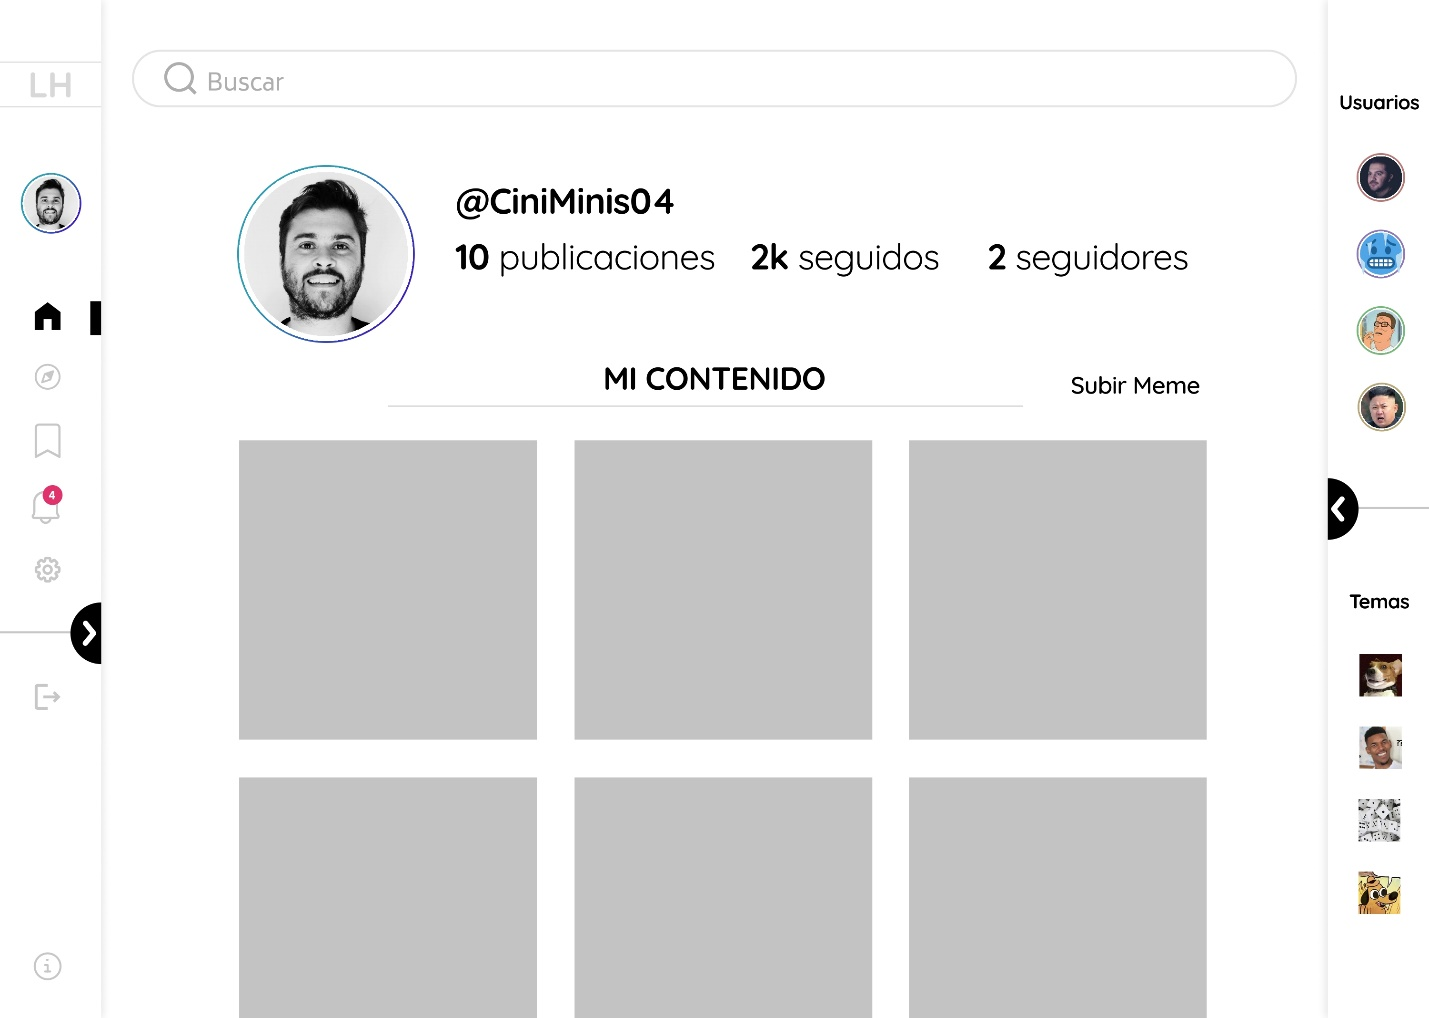 LH
Buscar
@CiniMinis04
10 publicaciones 2k seguidos 2 seguidores
MI CONTENIDO
Subir Meme
4
Usuarios
Temas